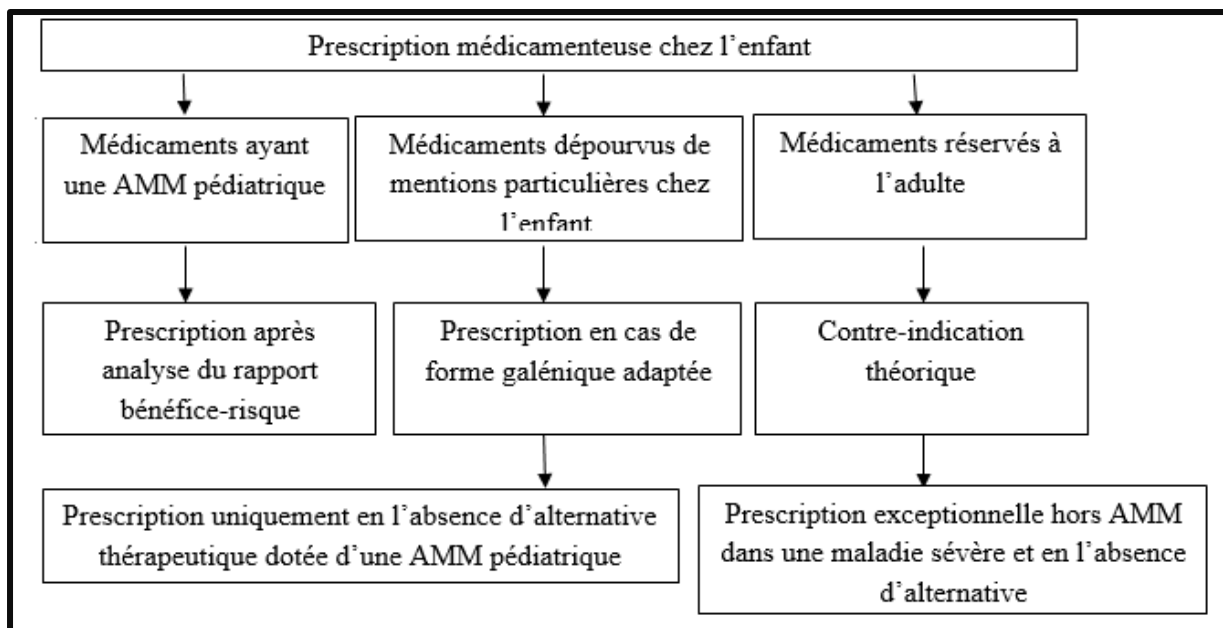 Prescription médicamenteuse chez l’enfant
Médicaments ayant
une AMM pédiatrique
Médicaments dépourvus de
mentions particulières chez
l’enfant
Médicaments réservés à
l’adulte
Prescription après
analyse du rapport
bénéfice-risque
Prescription en cas de
forme galénique adaptée
Contre-indication
théorique
Prescription uniquement en l’absence d’alternative
thérapeutique dotée d’une AMM pédiatrique
Prescription exceptionnelle hors AMM
dans une maladie sévère et en l’absence
d’alternative